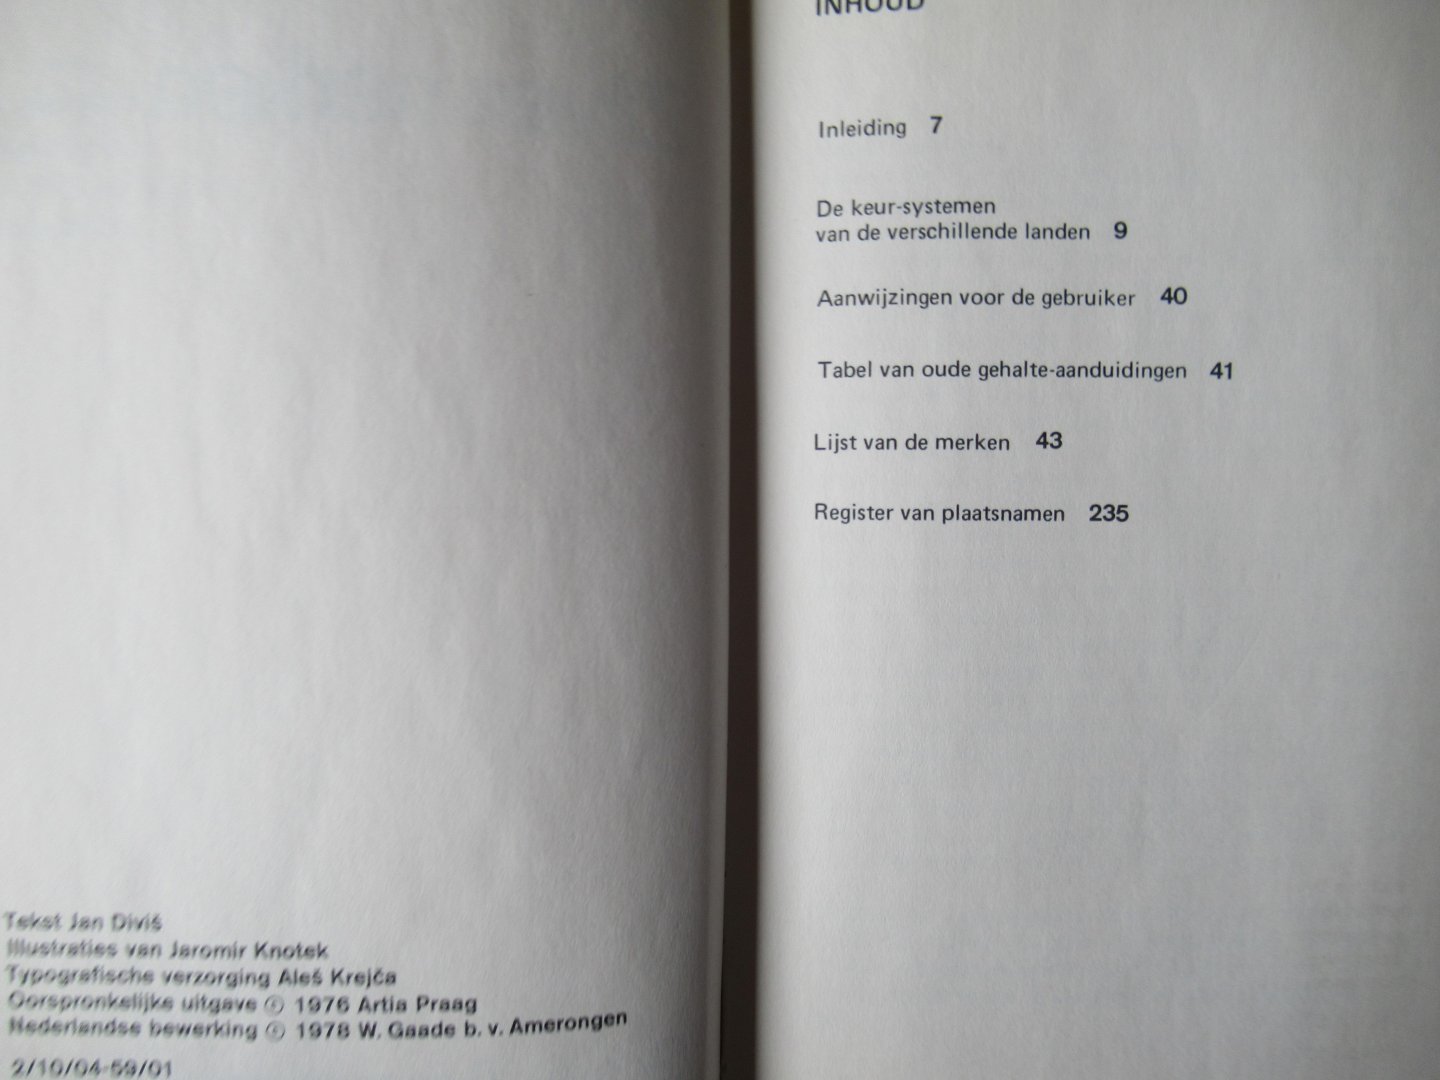 Tekst Jan Diviš
Illustraties van Jaromír Knotek
Typografische verzorging Aleš Krejča
Oorspronkelijke uitgave © 1976 Artia Praag
Nederlandse bewerking © 1978 W. Gaade b. v. Amerongen
2/10/04-59/01
INHOUD
Inleiding 7
De keur-systemen
van de verschillende landen 9
Aanwijzingen voor de gebruiker 40
Tabel van oude gehalte-aanduidingen 41
Lijst van de merken 43
Register van plaatsnamen 235